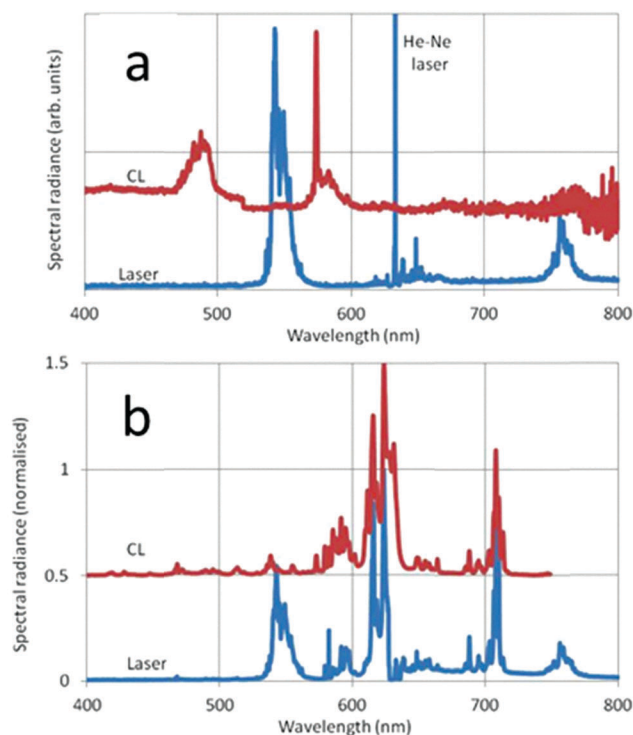 a
He-Ne
laser
CL
Laser
Spectral radiance (arb. units)
400 500 600 700 800
Wavelength (nm)
b
1.5
1
CL
0.5
Laser
0
Spectral radiance (normalised)
400 500 600 700 800
Wavelength (nm)